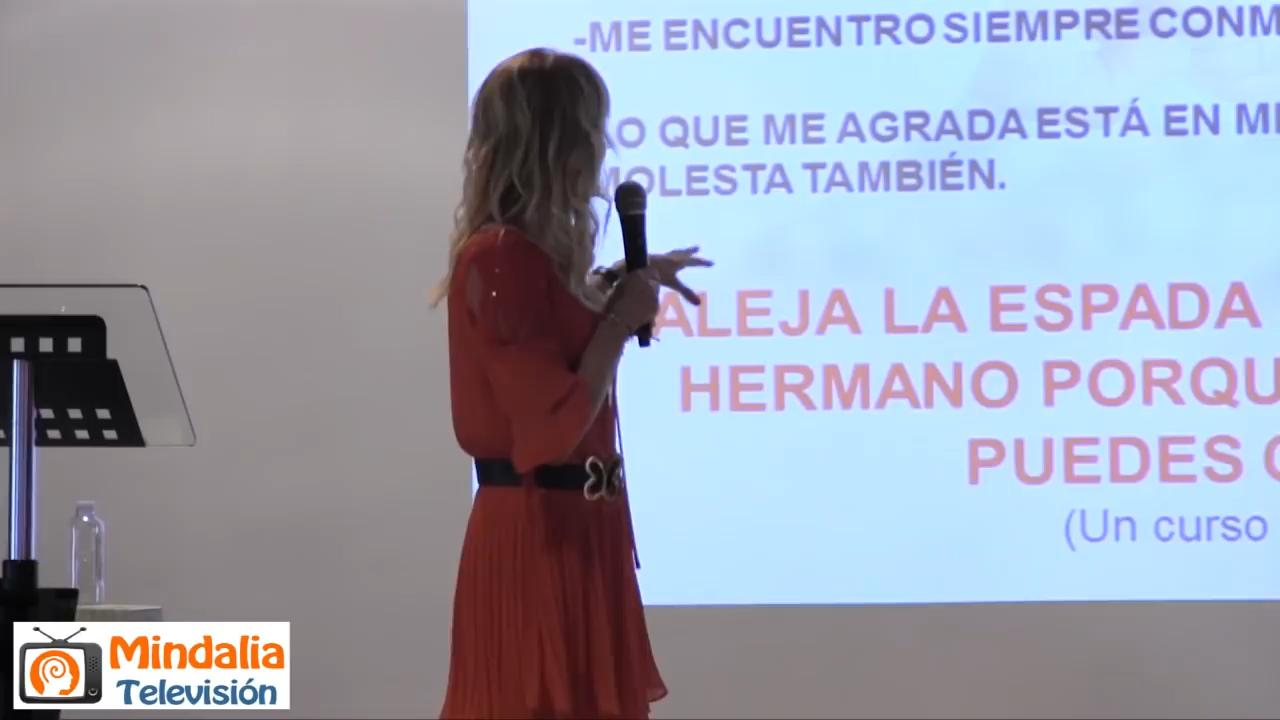 -ME ENCUENTRO SIEMPRE CONM
O QUE ME AGRADA ESTÁ EN MI
MOLESTA TAMBIÉN.
ALEJA LA ESPADA
HERMANO PORQU
PUEDES
(Un curso
Mindalia
Televisión